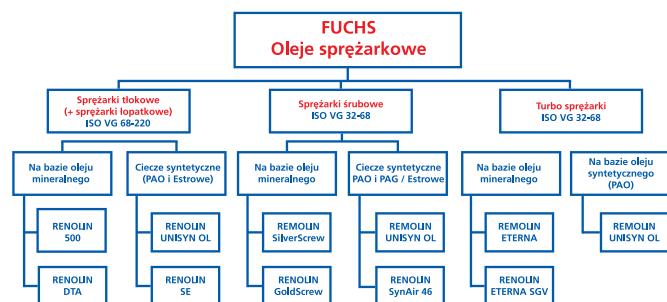 FUCHS
Oleje sprężarkowe
Sprężarki tłokowe
(+ sprężarki łopatkowe)
ISO VG 68-220
Sprężarki śrubowe
ISO VG 32-68
Turbo sprężarki
ISO VG 32-68
Na bazie oleju
mineralnego
Ciecze syntetyczne
(PAO i Estrowe)
Na bazie oleju
mineralnego
Ciecze syntetyczne
PAO i PAG / Estrowe
Na bazie oleju
mineralnego
Na bazie oleju
syntetycznego
(PAO)
RENOLIN
500
RENOLIN
UNISYN OL
REMOLIN
SilverScrew
REMOLIN
UNISYN OL
REMOLIN
ETERNA
REMOLIN
UNISYN OL
RENOLIN
DTA
RENOLIN
SE
RENOLIN
GoldScrew
RENOLIN
SynAir 46
RENOLIN
ETERNA SGV